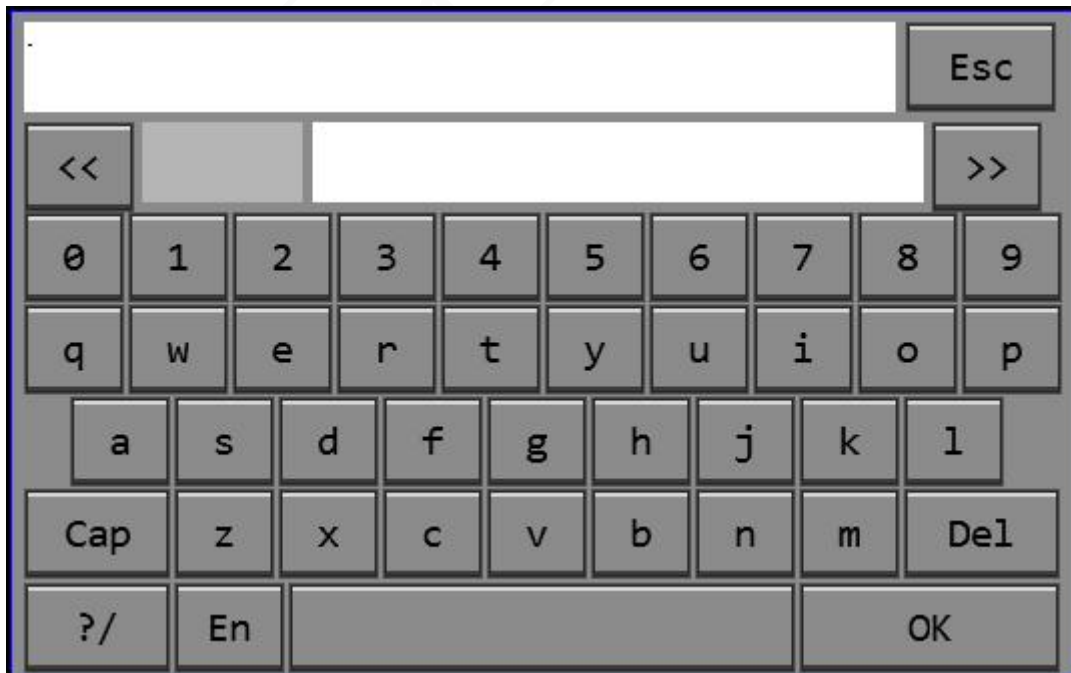 - Esc
<< >>
0 1 2 3 4 5 6 7 8 9
q w e r t y u i o p
a s d f g h j k l
Cap z x c v b n m Del
?/ En OK